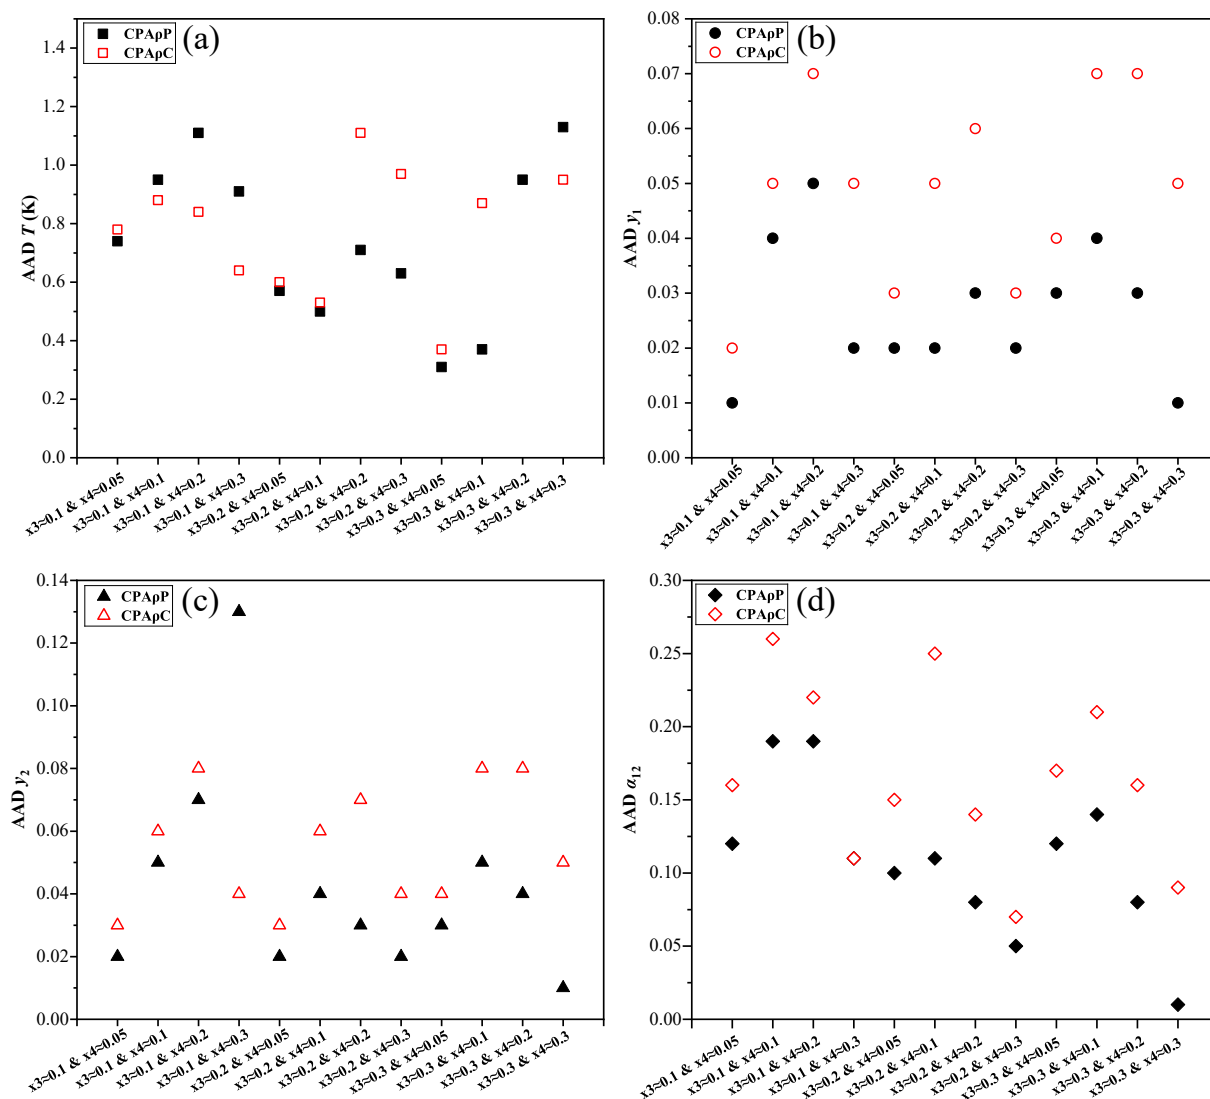 CPAρP
CPAρC
(a)
AAD T (K)
1.4
1.2
1.0
0.8
0.6
0.4
0.2
0.0
x3≈0.1 & x4≈0.05
x3≈0.1 & x4≈0.1
x3≈0.1 & x4≈0.2
x3≈0.1 & x4≈0.3
x3≈0.2 & x4≈0.05
x3≈0.2 & x4≈0.1
x3≈0.2 & x4≈0.2
x3≈0.2 & x4≈0.3
x3≈0.3 & x4≈0.05
x3≈0.3 & x4≈0.1
x3≈0.3 & x4≈0.2
x3≈0.3 & x4≈0.3
CPAρP
CPAρC
(b)
AAD y₁
0.08
0.07
0.06
0.05
0.04
0.03
0.02
0.01
0.00
x3≈0.1 & x4≈0.05
x3≈0.1 & x4≈0.1
x3≈0.1 & x4≈0.2
x3≈0.1 & x4≈0.3
x3≈0.2 & x4≈0.05
x3≈0.2 & x4≈0.1
x3≈0.2 & x4≈0.2
x3≈0.2 & x4≈0.3
x3≈0.3 & x4≈0.05
x3≈0.3 & x4≈0.1
x3≈0.3 & x4≈0.2
x3≈0.3 & x4≈0.3
CPAρP
CPAρC
(c)
AAD y₂
0.14
0.12
0.10
0.08
0.06
0.04
0.02
0.00
x3≈0.1 & x4≈0.05
x3≈0.1 & x4≈0.1
x3≈0.1 & x4≈0.2
x3≈0.1 & x4≈0.3
x3≈0.2 & x4≈0.05
x3≈0.2 & x4≈0.1
x3≈0.2 & x4≈0.2
x3≈0.2 & x4≈0.3
x3≈0.3 & x4≈0.05
x3≈0.3 & x4≈0.1
x3≈0.3 & x4≈0.2
x3≈0.3 & x4≈0.3
CPAρP
CPAρC
(d)
AAD α₁₂
0.30
0.25
0.20
0.15
0.10
0.05
0.00
x3≈0.1 & x4≈0.05
x3≈0.1 & x4≈0.1
x3≈0.1 & x4≈0.2
x3≈0.1 & x4≈0.3
x3≈0.2 & x4≈0.05
x3≈0.2 & x4≈0.1
x3≈0.2 & x4≈0.2
x3≈0.2 & x4≈0.3
x3≈0.3 & x4≈0.05
x3≈0.3 & x4≈0.1
x3≈0.3 & x4≈0.2
x3≈0.3 & x4≈0.3